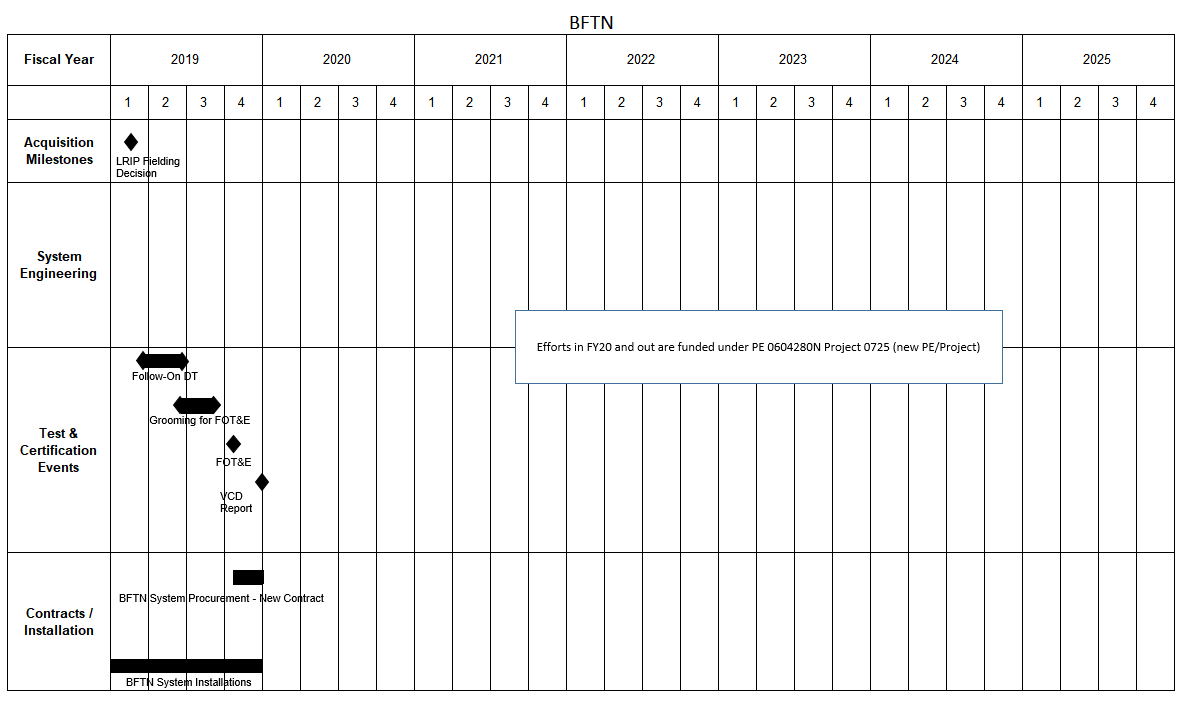 BFTN
Fiscal Year 2019 2020 2021 2022 2023 2024 2025
1 2 3 4 1 2 3 4 1 2 3 4 1 2 3 4 1 2 3 4 1 2 3 4 1 2 3 4
Acquisition
Milestones
LRIP Fielding
Decision
System
Engineering
Efforts in FY20 and out are funded under PE 0604280N Project 0725 (new PE/Project)
Test &
Certification
Events
Follow-On DT
Grooming for FOT&E
FOT&E
VCD
Report
Contracts /
Installation
BFTN System Procurement - New Contract
BFTN System Installations